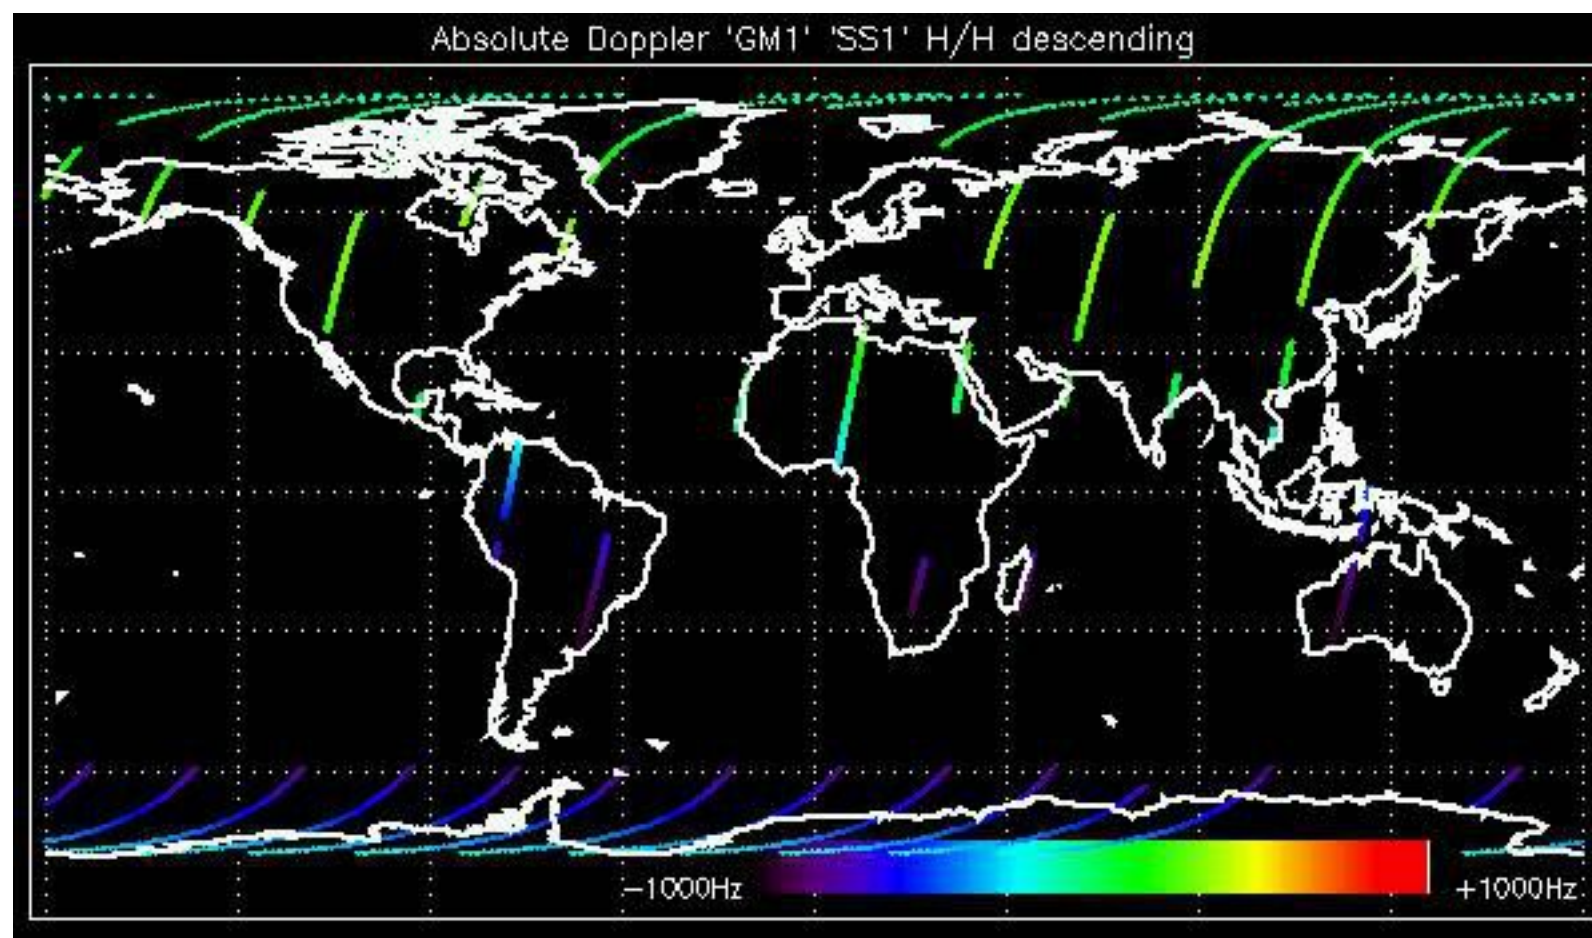 Absolute Doppler 'GM1' 'SS1' H/H descending
−1000Hz
+1000Hz